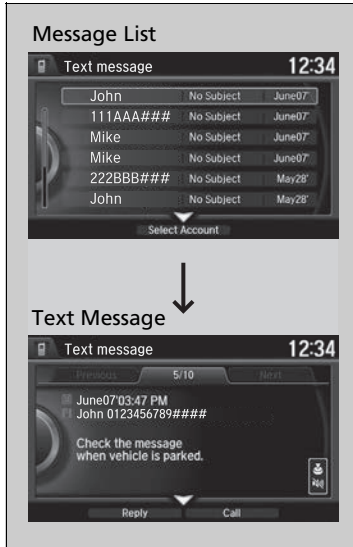 Message List
Text message 12:34
John No Subject June07'
111AAA### No Subject June07'
Mike No Subject June07'
Mike No Subject June07'
222BBB### No Subject May28'
John No Subject May28'
Select Account
Text Message
Text message 12:34
Previous 5/10 Next
June07'03:47 PM
John 0123456789####
Check the message
when vehicle is parked.
Reply Call